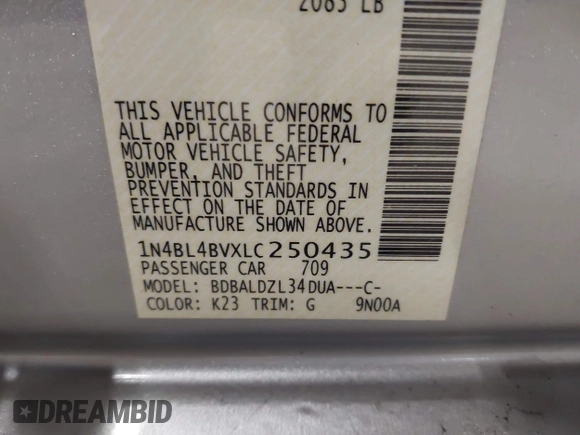 2085 LB
THIS VEHICLE CONFORMS TO
ALL APPLICABLE FEDERAL
MOTOR VEHICLE SAFETY,
BUMPER, AND THEFT
PREVENTION STANDARDS IN
EFFECT ON THE DATE OF
MANUFACTURE SHOWN ABOVE.
1N4BL4BVXLC250435
PASSENGER CAR 709
MODEL: BDBALDZL34DUA---C-
COLOR: K23 TRIM: G 9N00A
DREAMBID